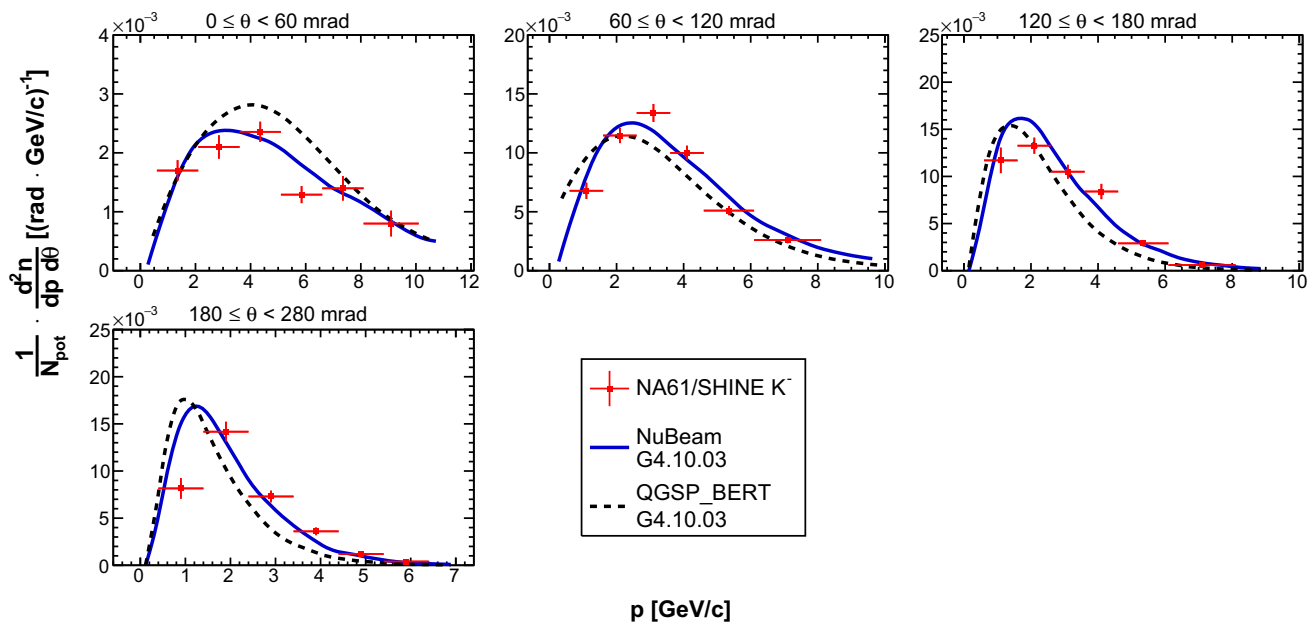 0 ≤ θ < 60 mrad
×10⁻³
4
3
2
1
0
0 2 4 6 8 10 12
60 ≤ θ < 120 mrad
×10⁻³
20
15
10
5
0
0 2 4 6 8 10
120 ≤ θ < 180 mrad
×10⁻³
25
20
15
10
5
0
0 2 4 6 8 10
180 ≤ θ < 280 mrad
×10⁻³
25
20
15
10
5
0
0 1 2 3 4 5 6 7
1/N_pot · d²n/dp dθ [(rad · GeV/c)⁻¹]
NA61/SHINE K⁻
NuBeam
G4.10.03
QGSP_BERT
G4.10.03
p [GeV/c]